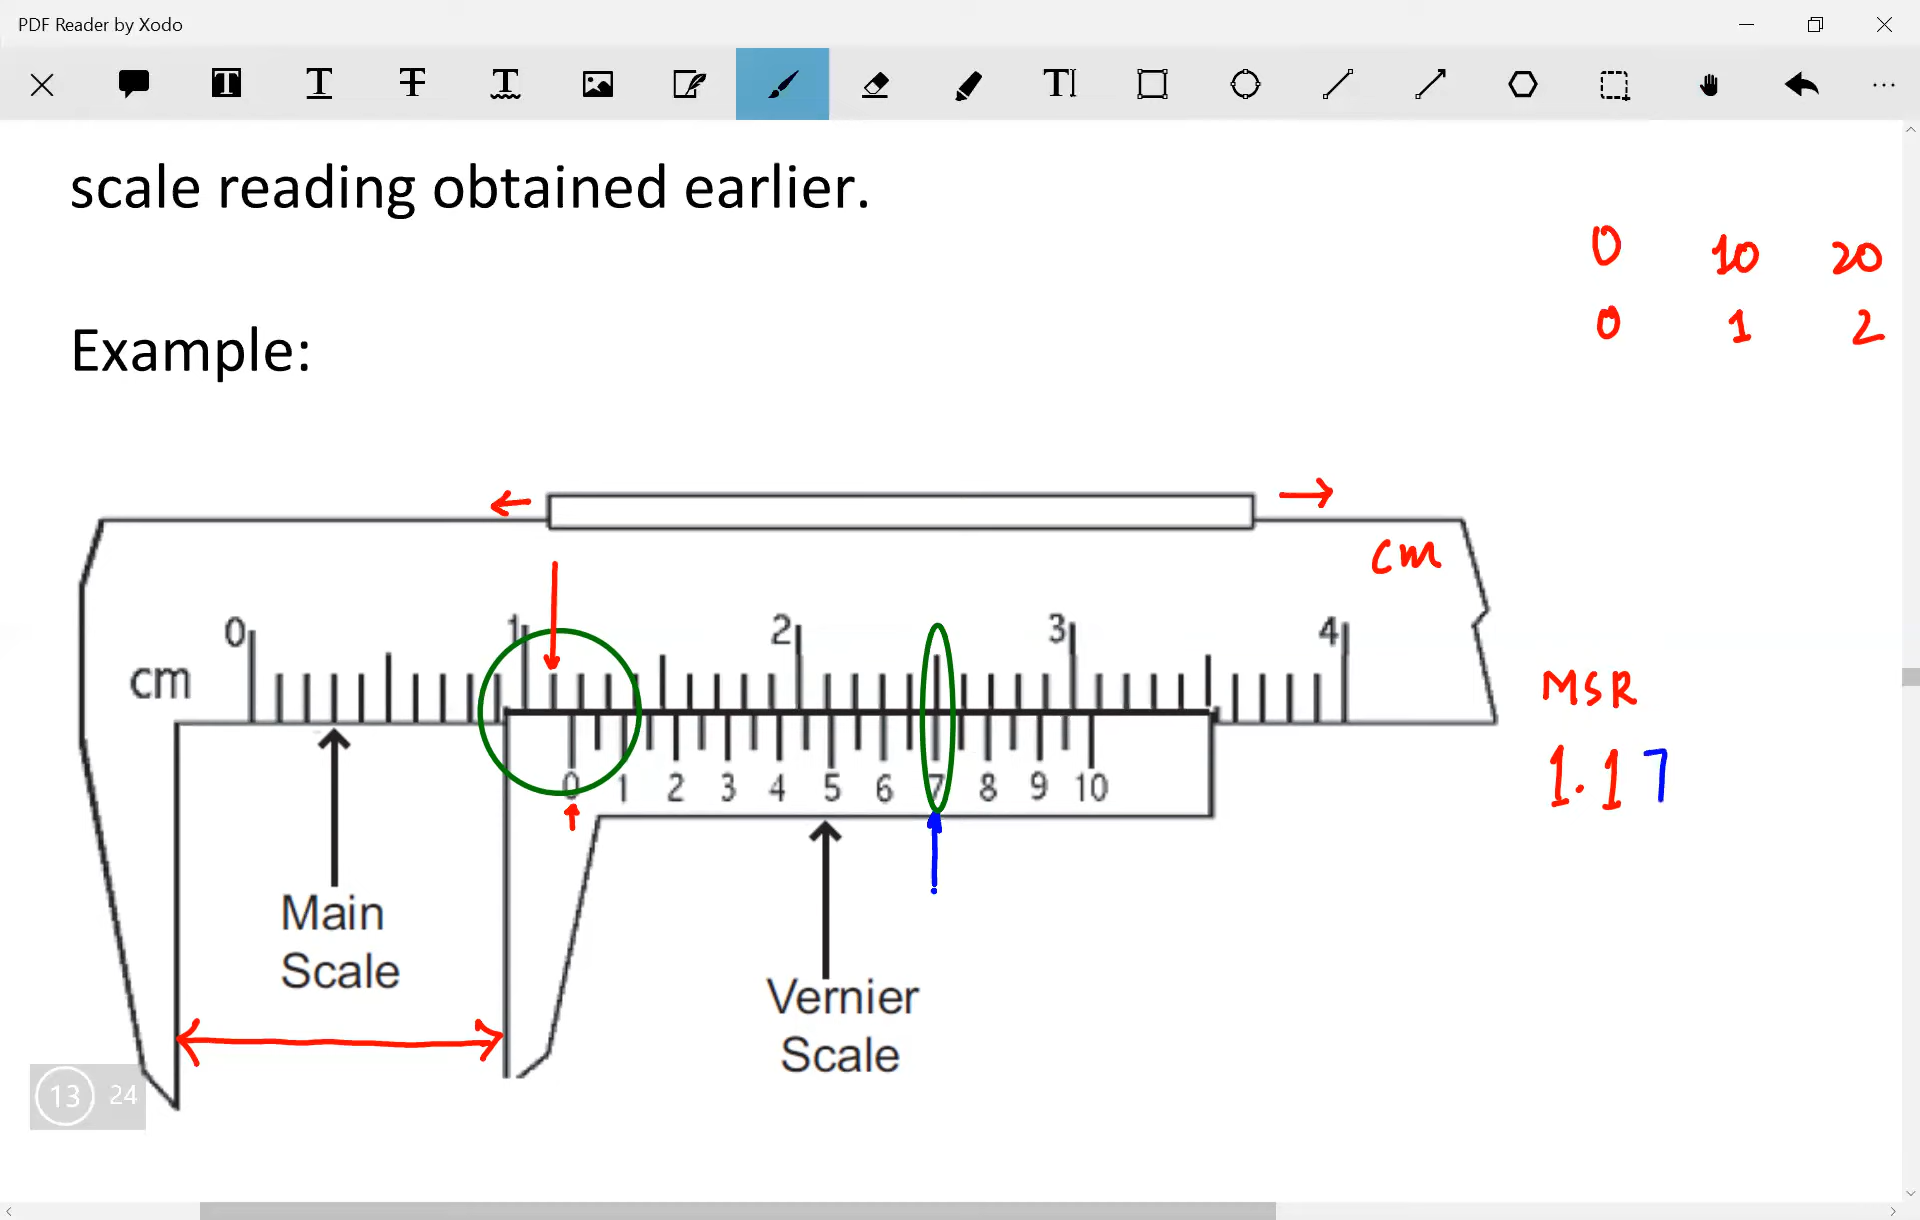 PDF Reader by Xodo
scale reading obtained earlier.
0 10 20
0 1 2
Example:
cm
0 1 2 3 4
cm
MSR
1.17
0 1 2 3 4 5 6 7 8 9 10
Main
Scale
Vernier
Scale
13 24